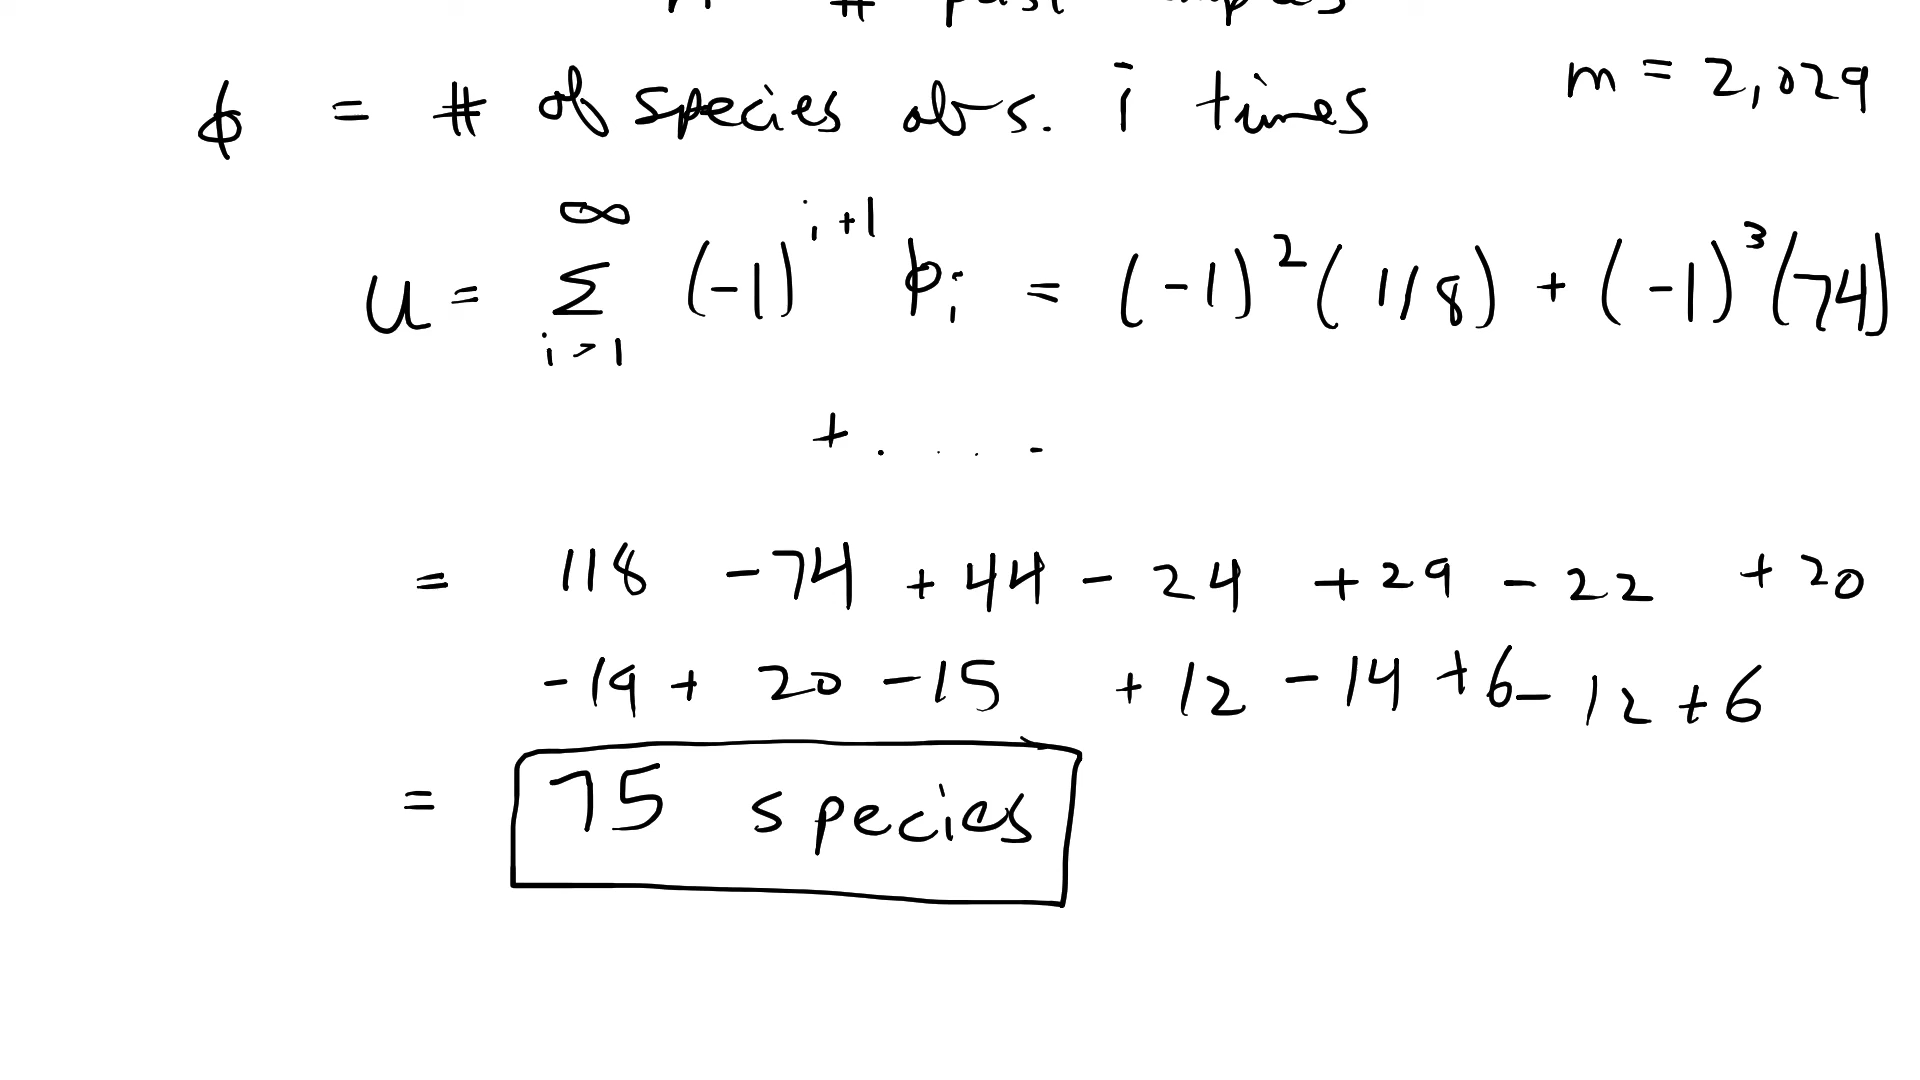 # past
ϕ = # of species obs. i times
m = 2,029
U = ∑_{i>1}^{∞} (-1)^{i+1} ϕ_i = (-1)^2 (118) + (-1)^3 (74)
+ . . . .
= 118 - 74 + 44 - 24 + 29 - 22 + 20
- 19 + 20 - 15 + 12 - 14 + 6 - 12 + 6
= 75 species